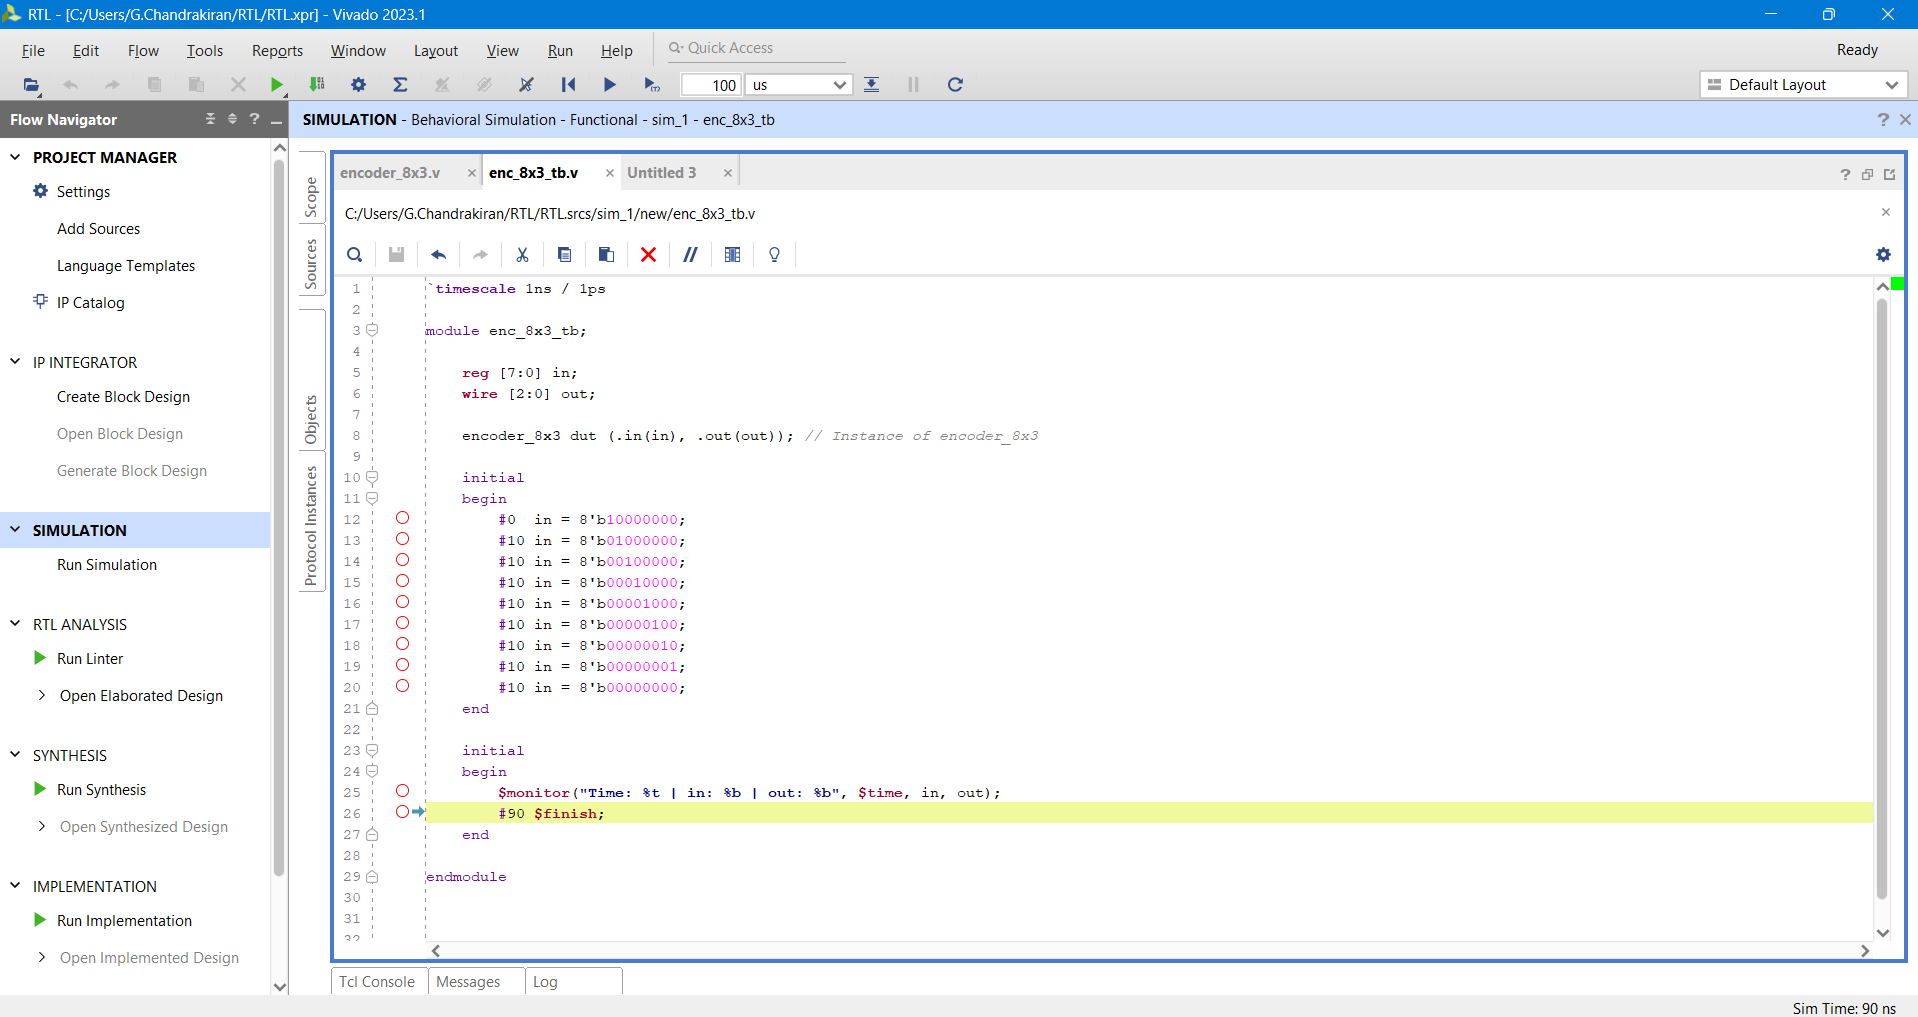 RTL - [C:/Users/G.Chandrakiran/RTL/RTL.xpr] - Vivado 2023.1
File Edit Flow Tools Reports Window Layout View Run Help Quick Access Ready
100 us Default Layout
Flow Navigator
PROJECT MANAGER
Settings
Add Sources
Language Templates
IP Catalog
IP INTEGRATOR
Create Block Design
Open Block Design
Generate Block Design
SIMULATION
Run Simulation
RTL ANALYSIS
Run Linter
Open Elaborated Design
SYNTHESIS
Run Synthesis
Open Synthesized Design
IMPLEMENTATION
Run Implementation
Open Implemented Design
SIMULATION - Behavioral Simulation - Functional - sim_1 - enc_8x3_tb
Scope
Sources
Objects
Protocol Instances
encoder_8x3.v enc_8x3_tb.v Untitled 3
C:/Users/G.Chandrakiran/RTL/RTL.srcs/sim_1/new/enc_8x3_tb.v
1 `timescale 1ns / 1ps
2
3 module enc_8x3_tb;
4
5 reg [7:0] in;
6 wire [2:0] out;
7
8 encoder_8x3 dut (.in(in), .out(out)); // Instance of encoder_8x3
9
10 initial
11 begin
12 #0 in = 8'b10000000;
13 #10 in = 8'b01000000;
14 #10 in = 8'b00100000;
15 #10 in = 8'b00010000;
16 #10 in = 8'b00001000;
17 #10 in = 8'b00000100;
18 #10 in = 8'b00000010;
19 #10 in = 8'b00000001;
20 #10 in = 8'b00000000;
21 end
22
23 initial
24 begin
25 $monitor("Time: %t | in: %b | out: %b", $time, in, out);
26 #90 $finish;
27 end
28
29 endmodule
30
31
32
Tcl Console Messages Log
Sim Time: 90 ns